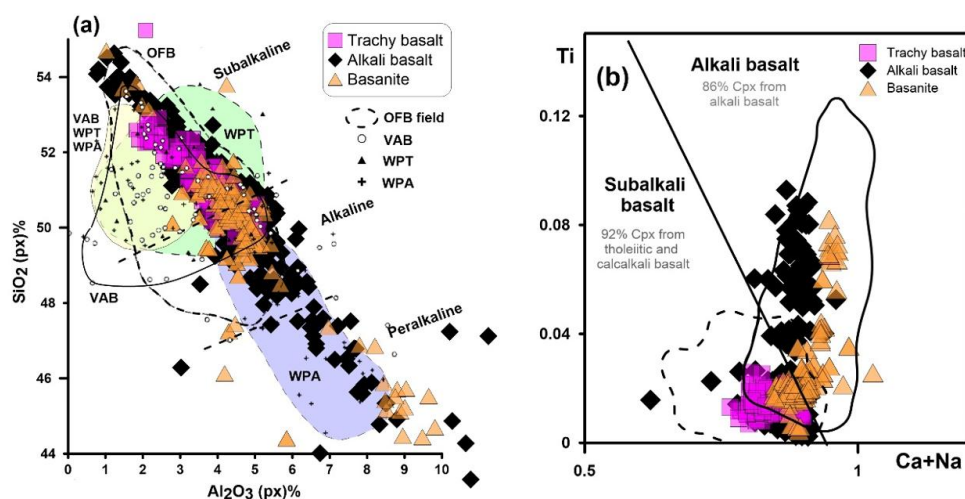 (a)
OFB
Subalkaline
Trachy basalt
Alkali basalt
Basanite
OFB field
VAB
WPT
WPA
VAB
WPT
WPA
WPT
Alkaline
VAB
Peralkaline
WPA
SiO₂ (px)%
54
52
50
48
46
44
0
1
2
3
4
5
6
7
8
9
10
Al₂O₃ (px)%
(b)
Ti
Alkali basalt
86% Cpx from
alkali basalt
Trachy basalt
Alkali basalt
Basanite
Subalkali
basalt
92% Cpx from
tholeiitic and
calcalkali basalt
0.12
0.08
0.04
0
0.5
1
Ca+Na